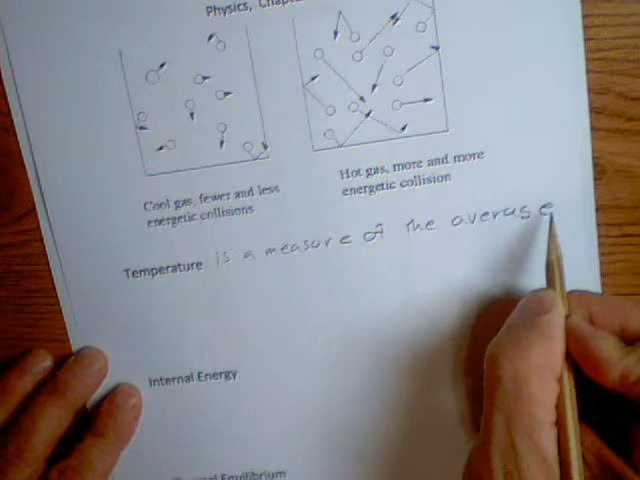 Physics,
Cool gas, fewer and less
energetic collisions
Hot gas, more and more
energetic collision
Temperature is a measure of the average
Internal Energy
Equilibrium